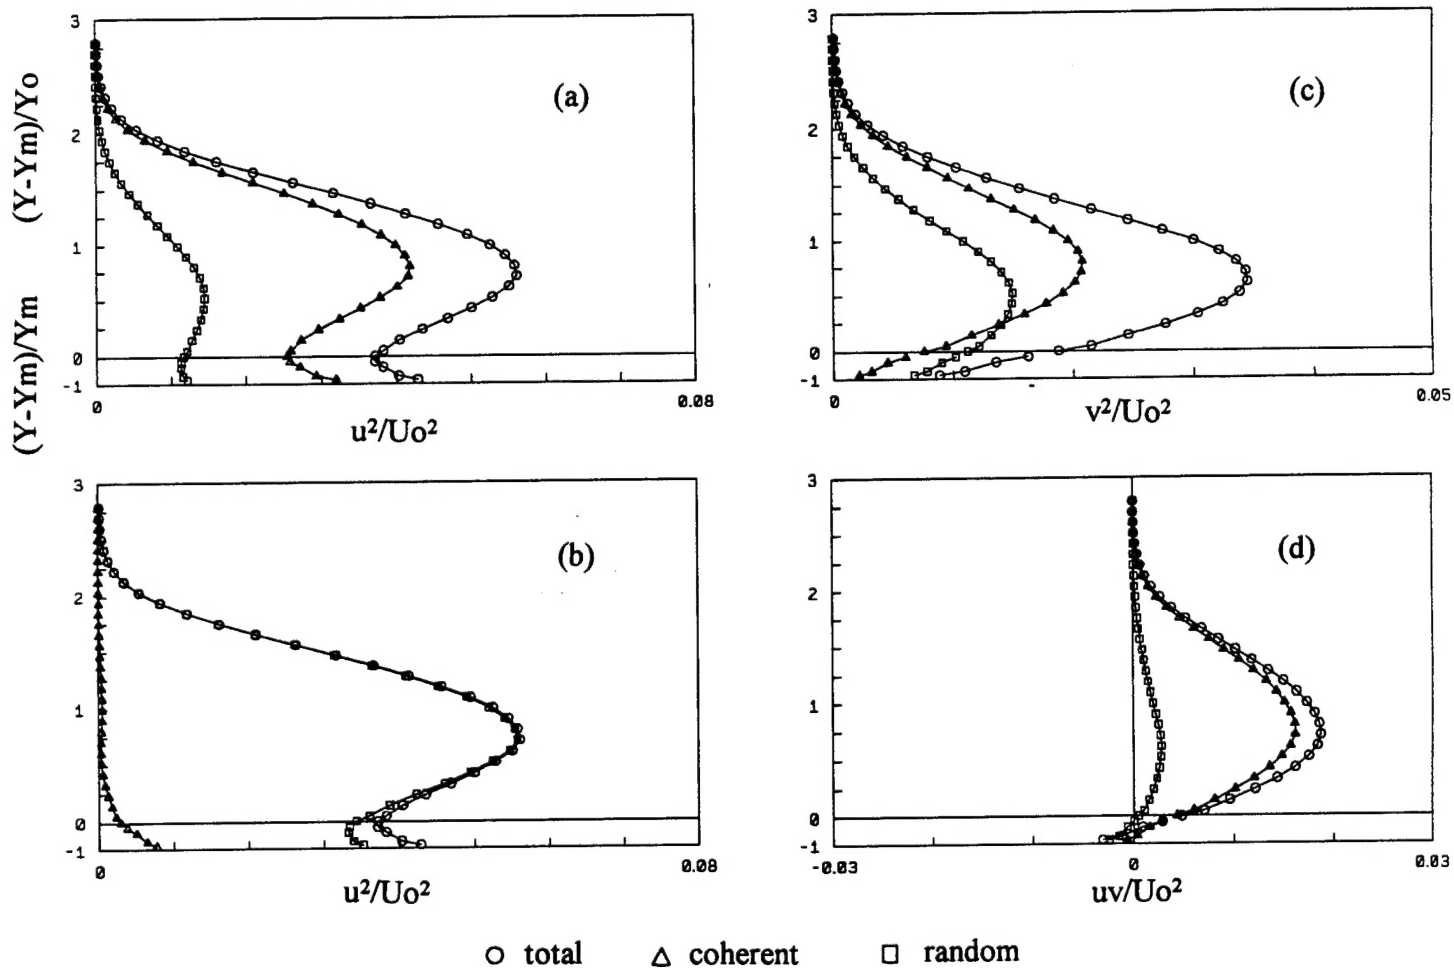 (Y-Ym)/Yo
(Y-Ym)/Ym
3
2
1
0
-1
(a)
0
0.08
u²/Uo²
3
2
1
0
-1
(c)
0
0.05
v²/Uo²
3
2
1
0
-1
(b)
0
0.08
u²/Uo²
3
2
1
0
-1
(d)
-0.03
0
0.03
uv/Uo²
total
coherent
random